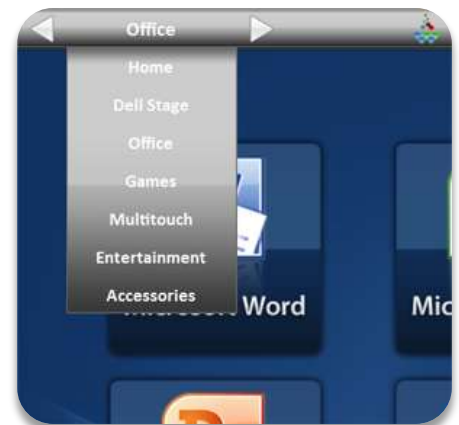 Office
Home
Dell Stage
Office
Games
Multitouch
Entertainment
Accessories
Word
Mic